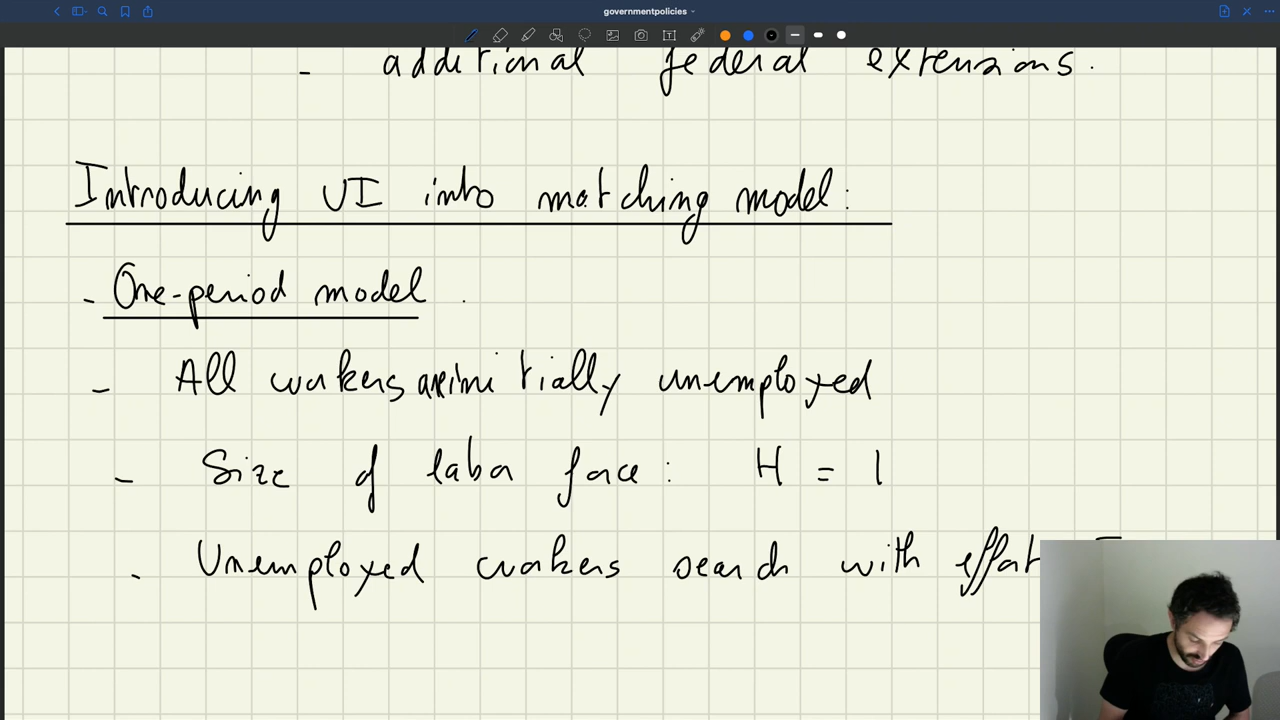 governmentpolicies
- additional federal extensions.
Introducing UI into matching model:
- One-period model.
- All workers are initially unemployed
- Size of labor force: H = 1
- Unemployed workers search with effort